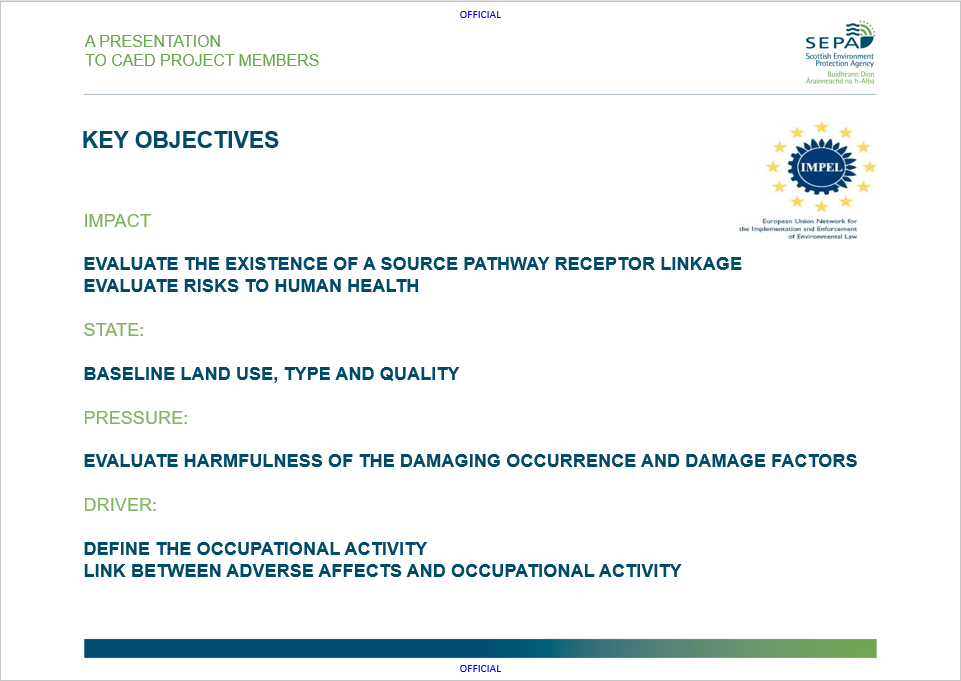 OFFICIAL
A PRESENTATION
TO CAED PROJECT MEMBERS
SEPA
Scottish Environment
Protection Agency
Buidheann Dìon
Àrainneachd na h-Alba
KEY OBJECTIVES
IMPEL
European Union Network for
the Implementation and Enforcement
of Environmental Law
IMPACT
EVALUATE THE EXISTENCE OF A SOURCE PATHWAY RECEPTOR LINKAGE
EVALUATE RISKS TO HUMAN HEALTH
STATE:
BASELINE LAND USE, TYPE AND QUALITY
PRESSURE:
EVALUATE HARMFULNESS OF THE DAMAGING OCCURRENCE AND DAMAGE FACTORS
DRIVER:
DEFINE THE OCCUPATIONAL ACTIVITY
LINK BETWEEN ADVERSE AFFECTS AND OCCUPATIONAL ACTIVITY
OFFICIAL